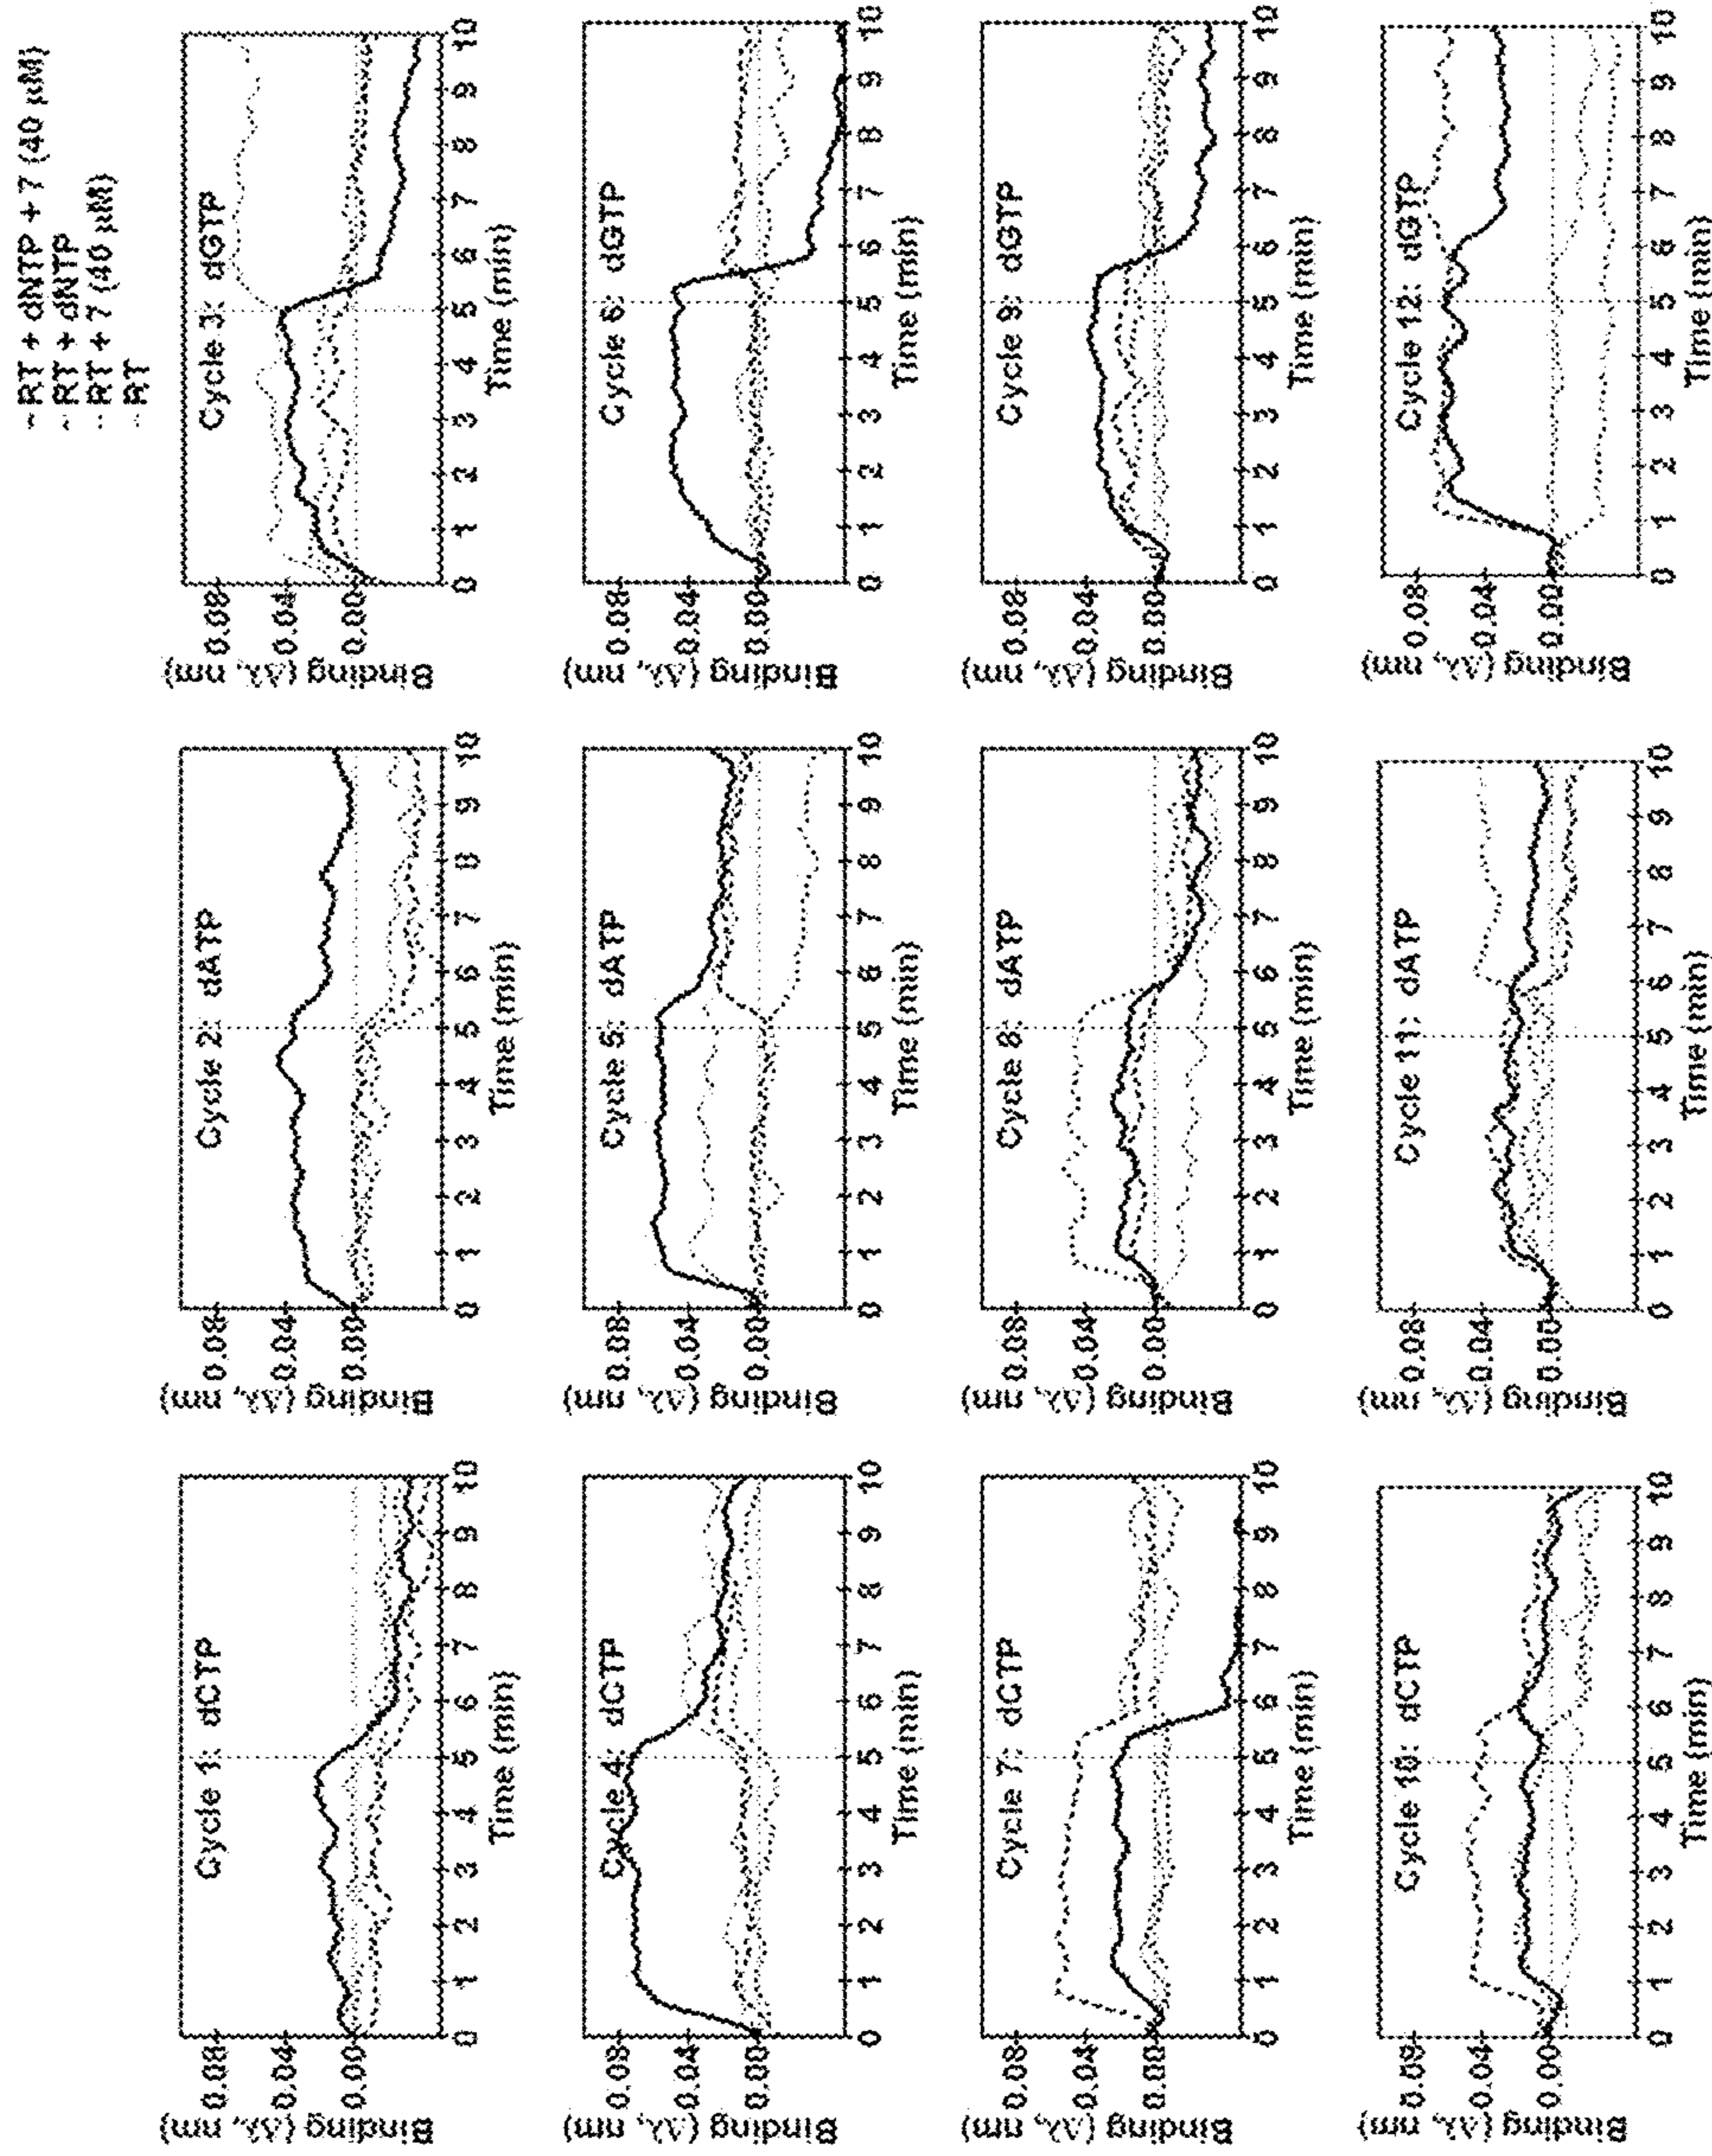 ~ RT + dNTP + 7 (40 µM)
~ RT + dNTP
·· RT + 7 (40 µM)
·· RT
Cycle 1: dCTP
Binding (Δλ, nm)
0.08
0.04
0.00
0 1 2 3 4 5 6 7 8 9 10
Time (min)
Cycle 2: dATP
Binding (Δλ, nm)
0.08
0.04
0.00
0 1 2 3 4 5 6 7 8 9 10
Time (min)
Cycle 3: dGTP
Binding (Δλ, nm)
0.08
0.04
0.00
0 1 2 3 4 5 6 7 8 9 10
Time (min)
Cycle 4: dCTP
Binding (Δλ, nm)
0.08
0.04
0.00
0 1 2 3 4 5 6 7 8 9 10
Time (min)
Cycle 5: dATP
Binding (Δλ, nm)
0.08
0.04
0.00
0 1 2 3 4 5 6 7 8 9 10
Time (min)
Cycle 6: dGTP
Binding (Δλ, nm)
0.08
0.04
0.00
0 1 2 3 4 5 6 7 8 9 10
Time (min)
Cycle 7: dCTP
Binding (Δλ, nm)
0.08
0.04
0.00
0 1 2 3 4 5 6 7 8 9 10
Time (min)
Cycle 8: dATP
Binding (Δλ, nm)
0.08
0.04
0.00
0 1 2 3 4 5 6 7 8 9 10
Time (min)
Cycle 9: dGTP
Binding (Δλ, nm)
0.08
0.04
0.00
0 1 2 3 4 5 6 7 8 9 10
Time (min)
Cycle 10: dCTP
Binding (Δλ, nm)
0.08
0.04
0.00
0 1 2 3 4 5 6 7 8 9 10
Time (min)
Cycle 11: dATP
Binding (Δλ, nm)
0.08
0.04
0.00
0 1 2 3 4 5 6 7 8 9 10
Time (min)
Cycle 12: dGTP
Binding (Δλ, nm)
0.08
0.04
0.00
0 1 2 3 4 5 6 7 8 9 10
Time (min)